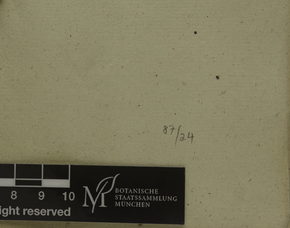 87/24
8 9 10
ight reserved
M
BOTANISCHE
STAATSSAMMLUNG
MÜNCHEN